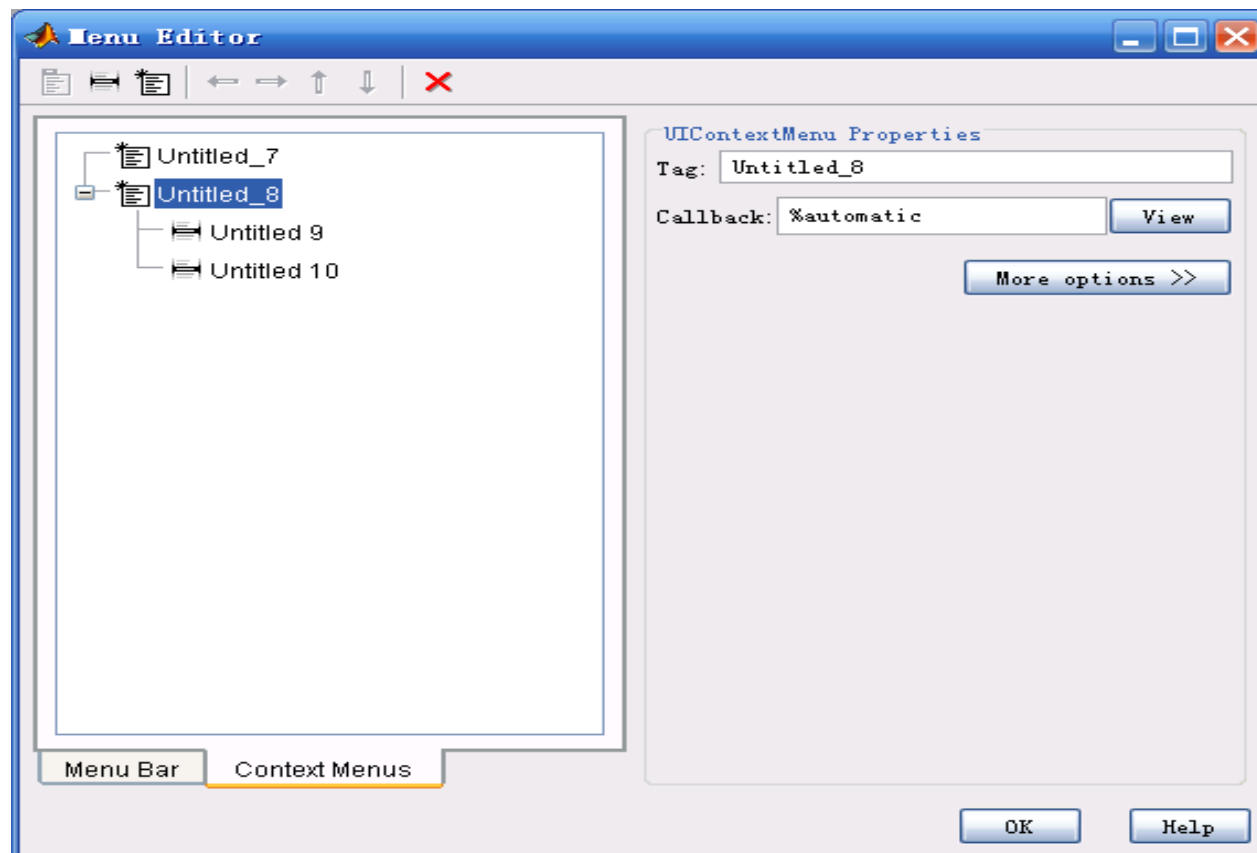 Menu Editor
Untitled_7
Untitled_8
Untitled 9
Untitled 10
Menu Bar
Context Menus
UIContextMenu Properties
Tag: Untitled_8
Callback: %automatic View
More options >>
OK Help